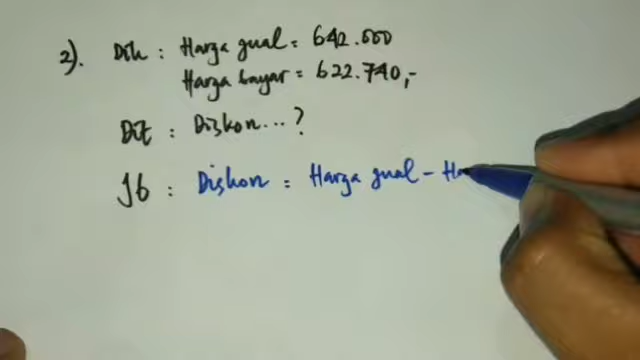 2). Dik : Harga jual = 642.000
Harga bayar = 622.740,-
Dit : Diskon...?
Jb : Diskon = Harga jual - Ha